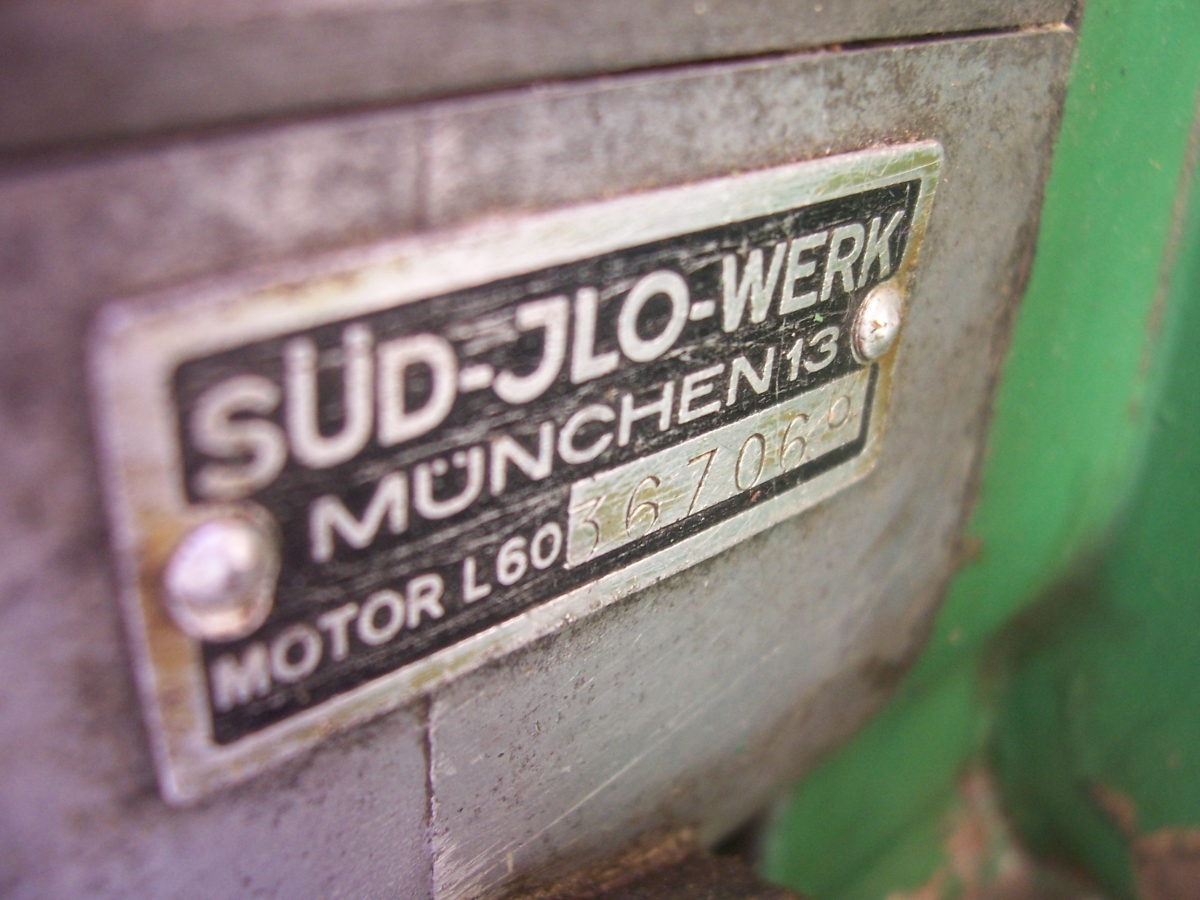 SÜD-JLO-WERK
MÜNCHEN 13
MOTOR L60 367069